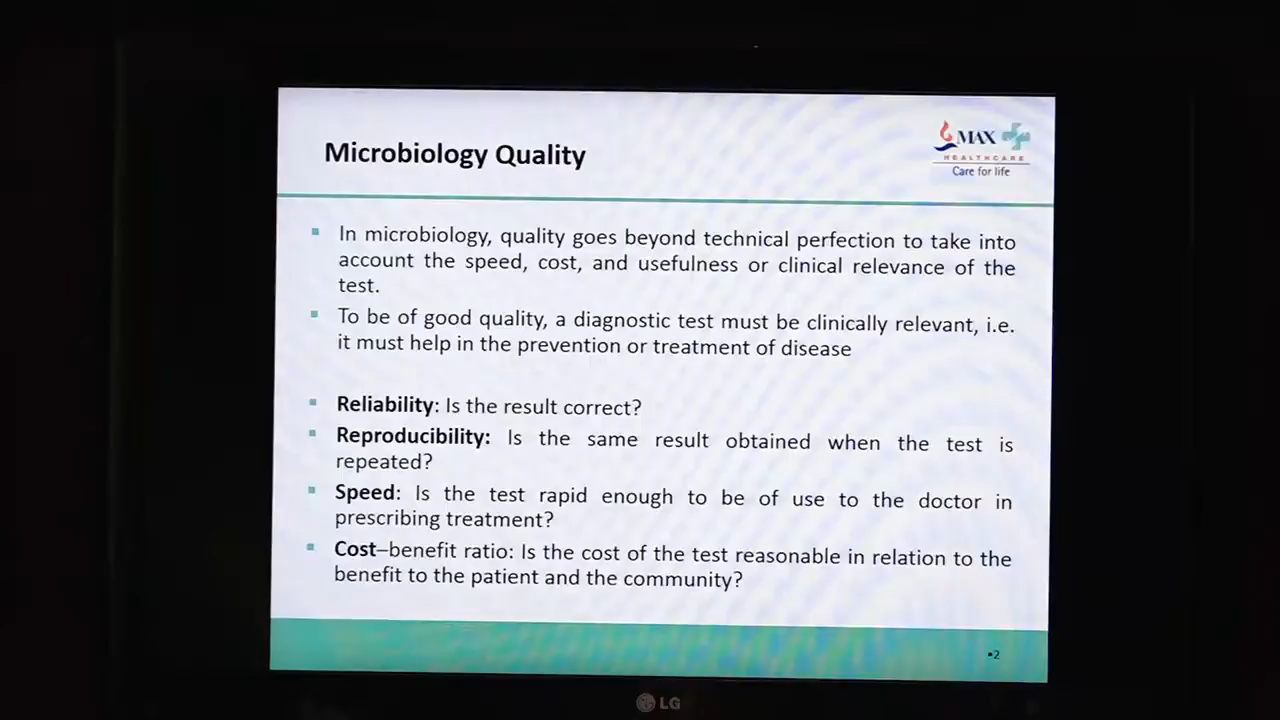 Microbiology Quality
MAX
HEALTHCARE
Care for life
In microbiology, quality goes beyond technical perfection to take into
account the speed, cost, and usefulness or clinical relevance of the
test.
To be of good quality, a diagnostic test must be clinically relevant, i.e.
it must help in the prevention or treatment of disease
Reliability: Is the result correct?
Reproducibility: Is the same result obtained when the test is
repeated?
Speed: Is the test rapid enough to be of use to the doctor in
prescribing treatment?
Cost–benefit ratio: Is the cost of the test reasonable in relation to the
benefit to the patient and the community?
•2
LG